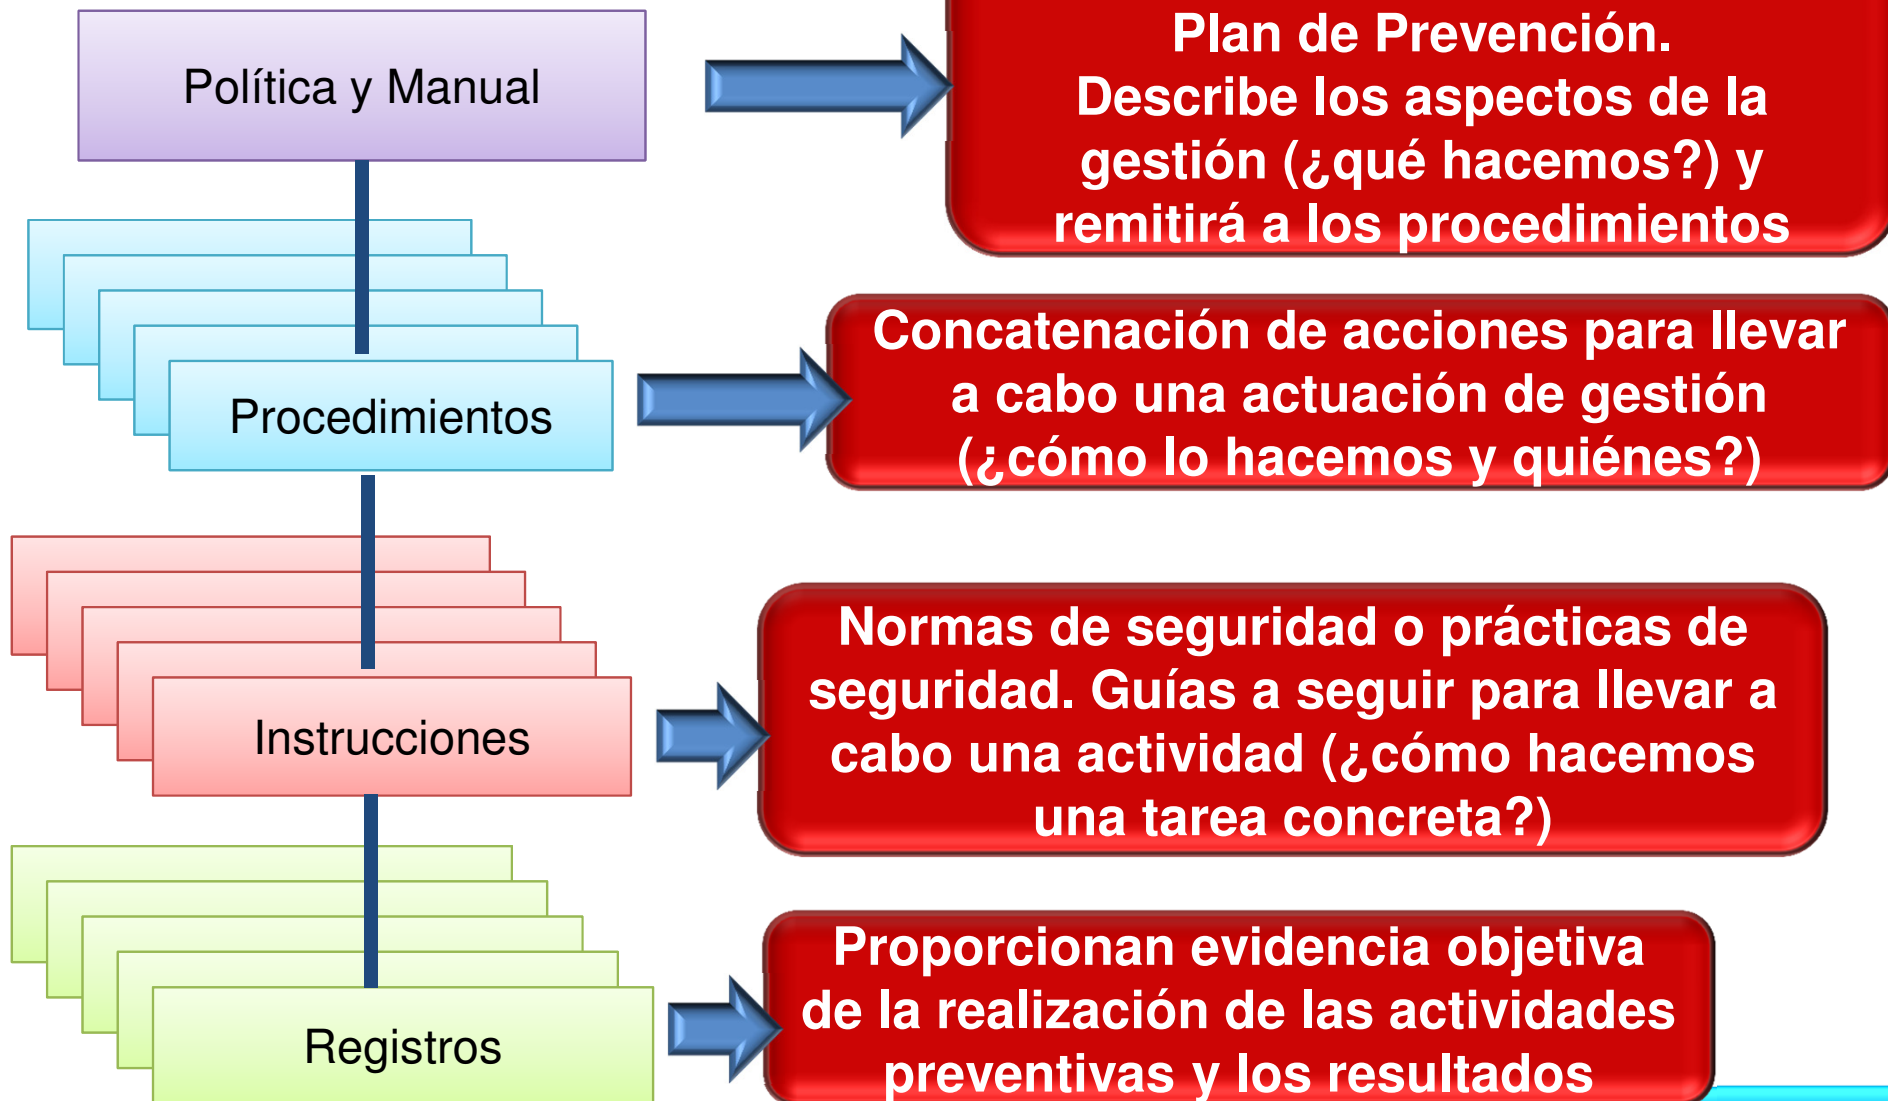 Política y Manual
Plan de Prevención.
Describe los aspectos de la
gestión (¿qué hacemos?) y
remitirá a los procedimientos
Procedimientos
Concatenación de acciones para llevar
a cabo una actuación de gestión
(¿cómo lo hacemos y quiénes?)
Instrucciones
Normas de seguridad o prácticas de
seguridad. Guías a seguir para llevar a
cabo una actividad (¿cómo hacemos
una tarea concreta?)
Registros
Proporcionan evidencia objetiva
de la realización de las actividades
preventivas y los resultados